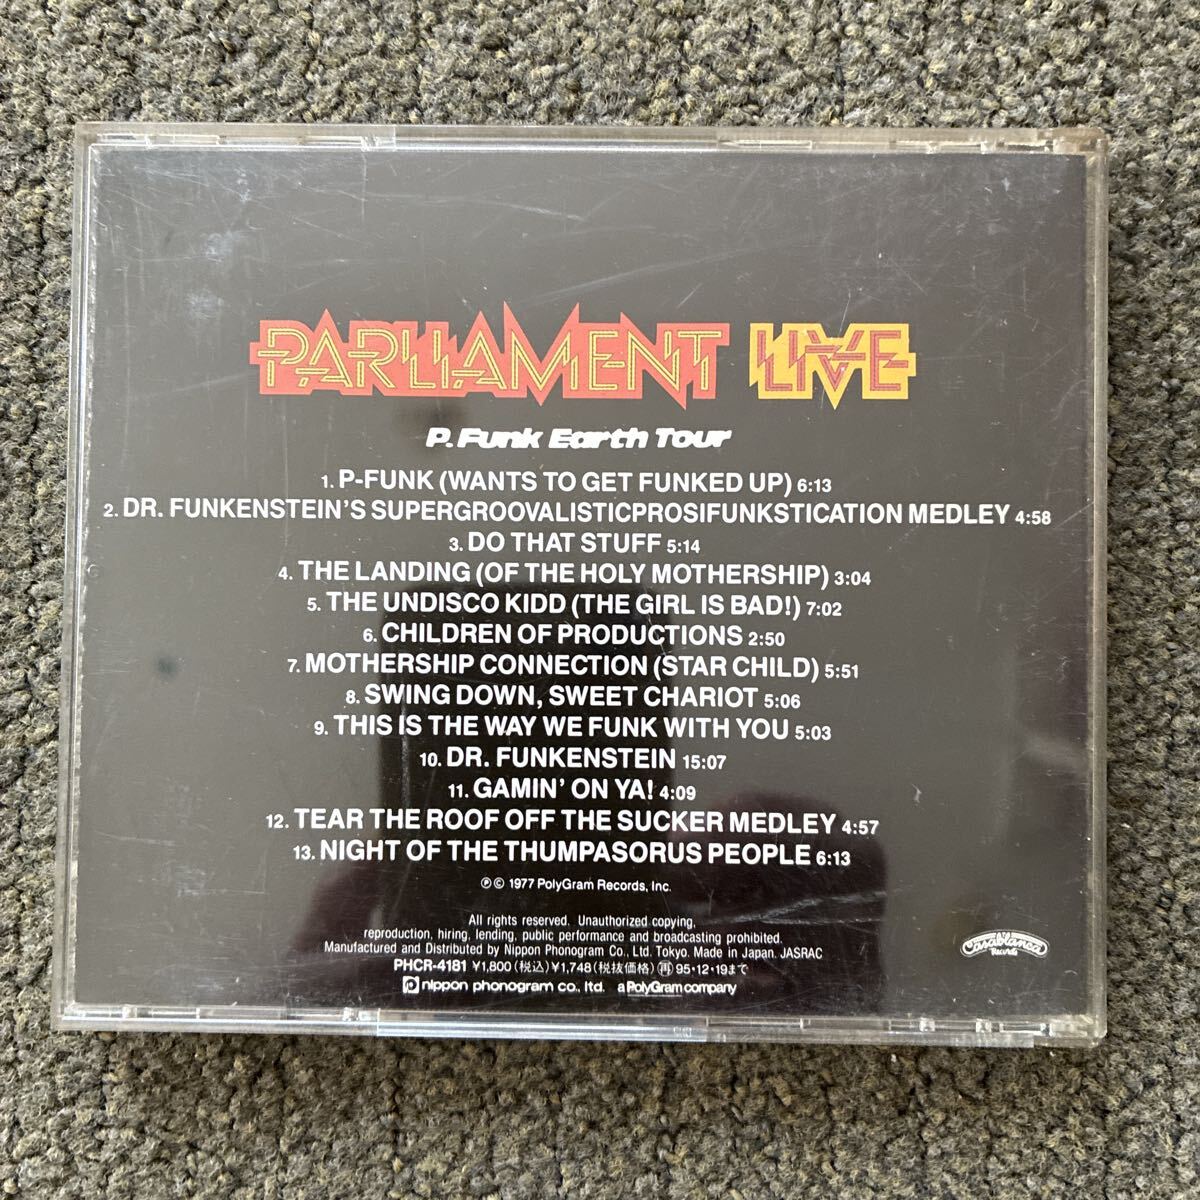 PARLIAMENT LIVE
P. Funk Earth Tour
1. P-FUNK (WANTS TO GET FUNKED UP) 6:13
2. DR. FUNKENSTEIN'S SUPERGROOVALISTICPROSIFUNKSTICATION MEDLEY 4:58
3. DO THAT STUFF 5:14
4. THE LANDING (OF THE HOLY MOTHERSHIP) 3:04
5. THE UNDISCO KIDD (THE GIRL IS BAD!) 7:02
6. CHILDREN OF PRODUCTIONS 2:50
7. MOTHERSHIP CONNECTION (STAR CHILD) 5:51
8. SWING DOWN, SWEET CHARIOT 5:06
9. THIS IS THE WAY WE FUNK WITH YOU 5:03
10. DR. FUNKENSTEIN 15:07
11. GAMIN' ON YA! 4:09
12. TEAR THE ROOF OFF THE SUCKER MEDLEY 4:57
13. NIGHT OF THE THUMPASORUS PEOPLE 6:13
℗ © 1977 PolyGram Records, Inc.
All rights reserved. Unauthorized copying,
reproduction, hiring, lending, public performance and broadcasting prohibited.
Manufactured and Distributed by Nippon Phonogram Co., Ltd. Tokyo. Made in Japan. JASRAC
PHCR-4181 ¥1,800(税込)¥1,748(税抜価格)㊢95・12・19まで
nippon phonogram co., ltd. a PolyGram company
Casablanca
Records